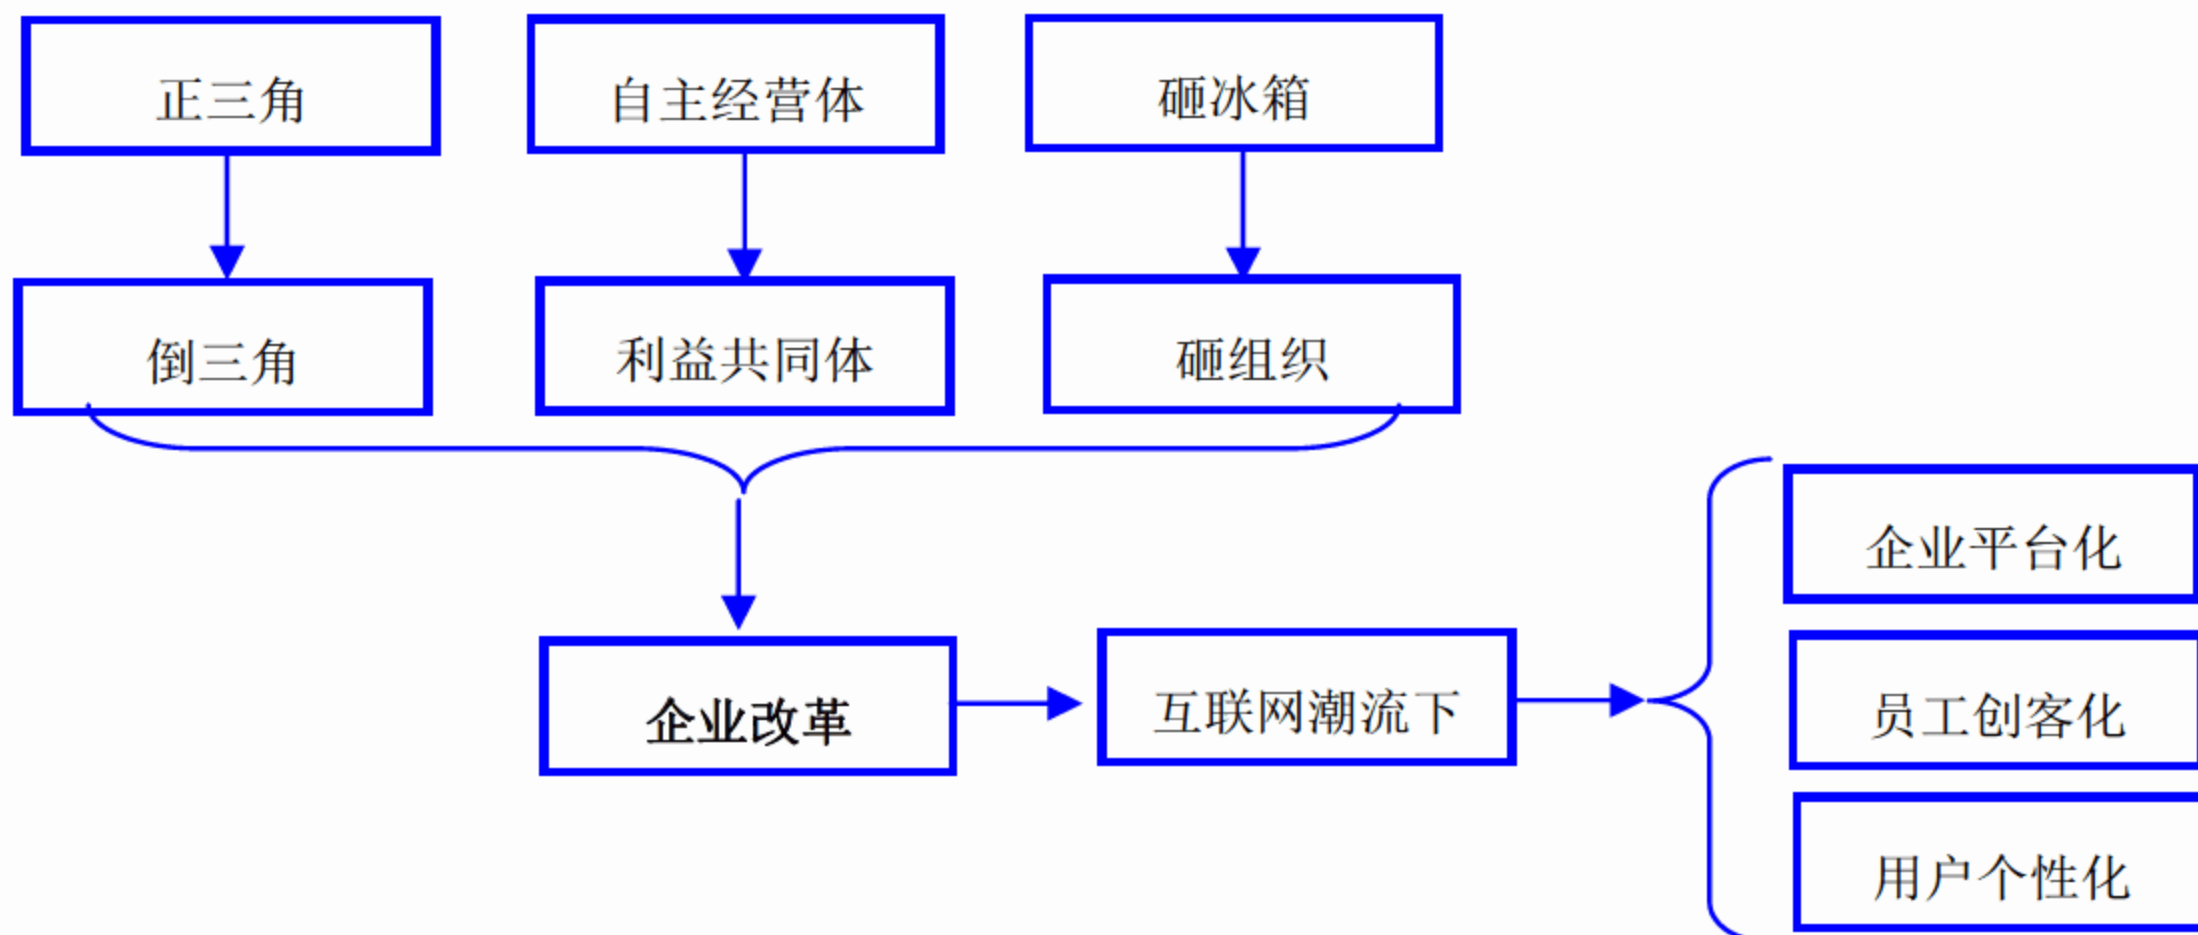 正三角
自主经营体
砸冰箱
倒三角
利益共同体
砸组织
企业改革
互联网潮流下
企业平台化
员工创客化
用户个性化